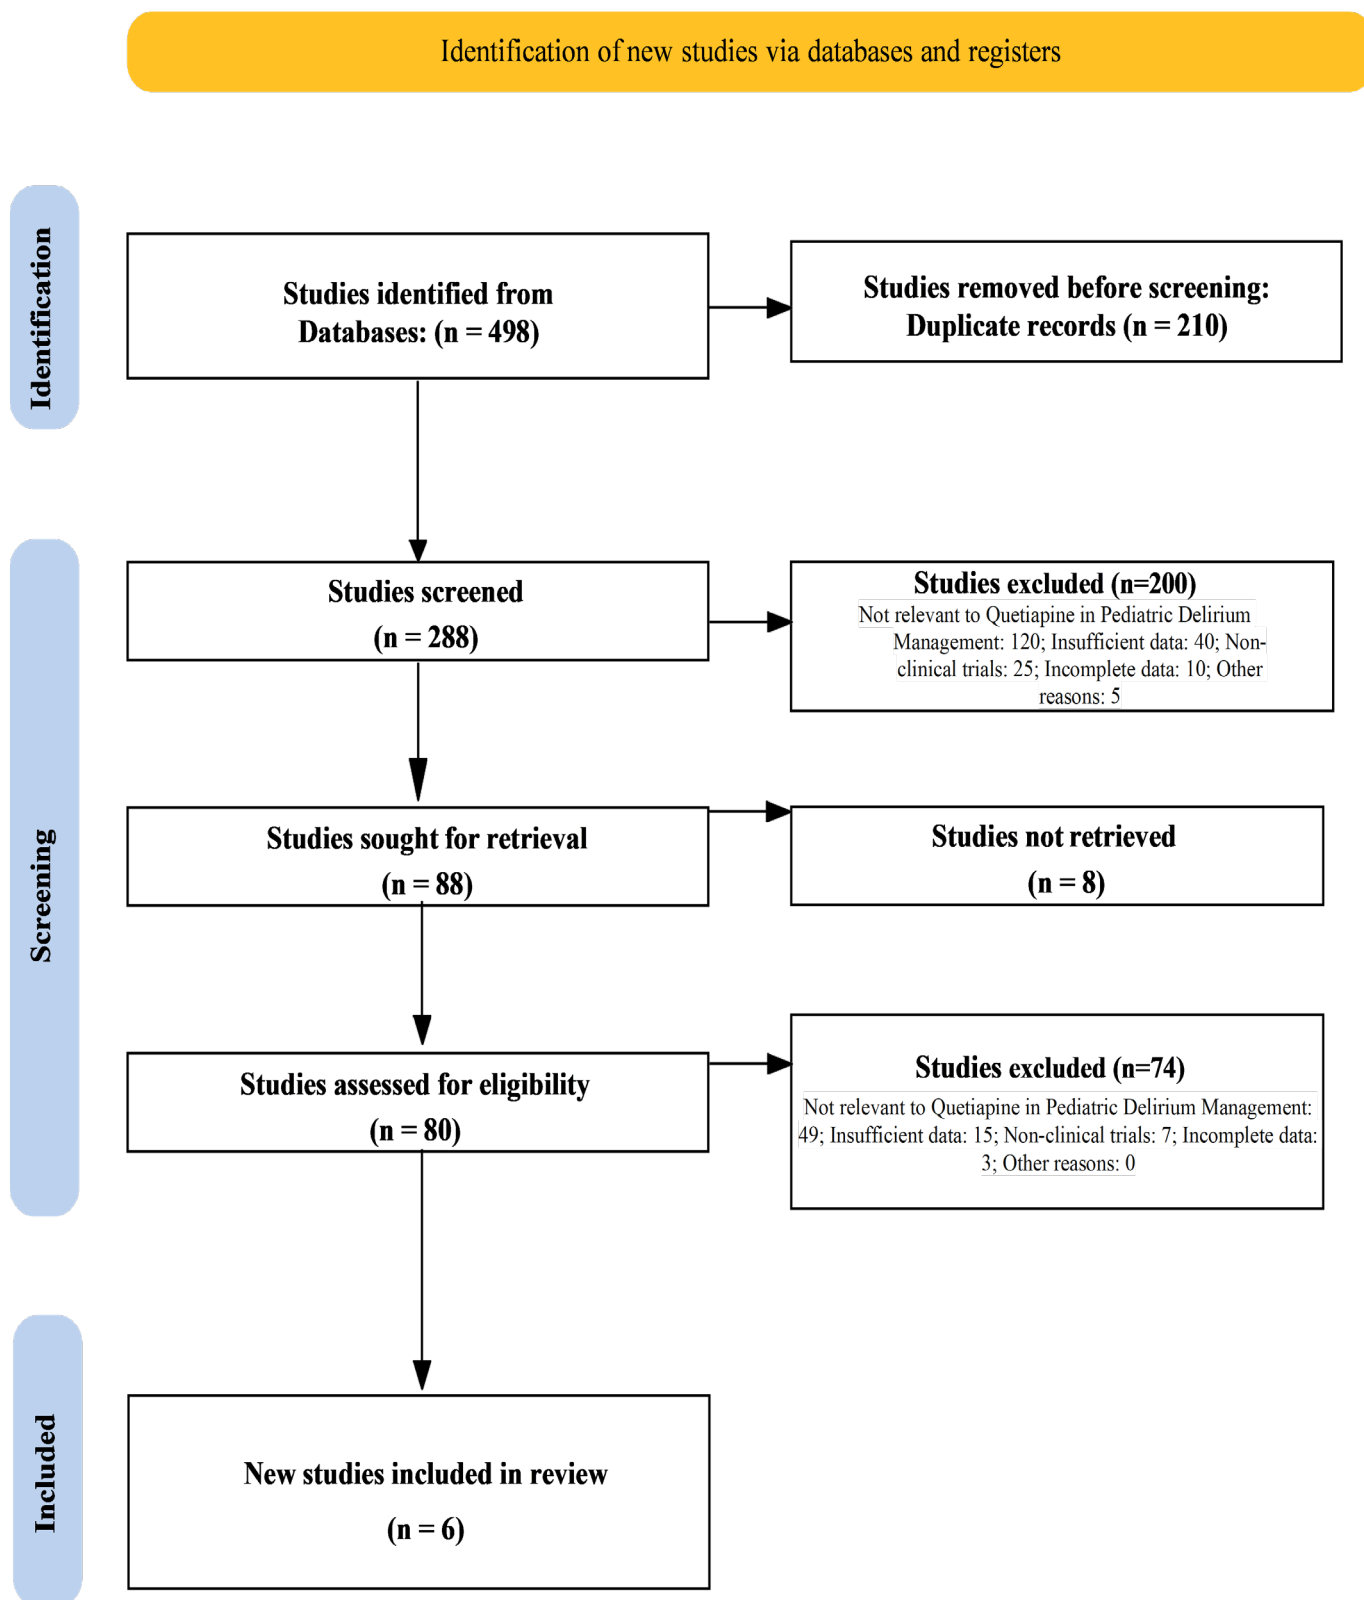 Identification of new studies via databases and registers
Identification
Studies identified from
Databases: (n = 498)
Studies removed before screening:
Duplicate records (n = 210)
Screening
Studies screened
(n = 288)
Studies excluded (n=200)
Not relevant to Quetiapine in Pediatric Delirium
Management: 120; Insufficient data: 40; Non-
clinical trials: 25; Incomplete data: 10; Other
reasons: 5
Studies sought for retrieval
(n = 88)
Studies not retrieved
(n = 8)
Studies assessed for eligibility
(n = 80)
Studies excluded (n=74)
Not relevant to Quetiapine in Pediatric Delirium Management:
49; Insufficient data: 15; Non-clinical trials: 7; Incomplete data:
3; Other reasons: 0
Included
New studies included in review
(n = 6)